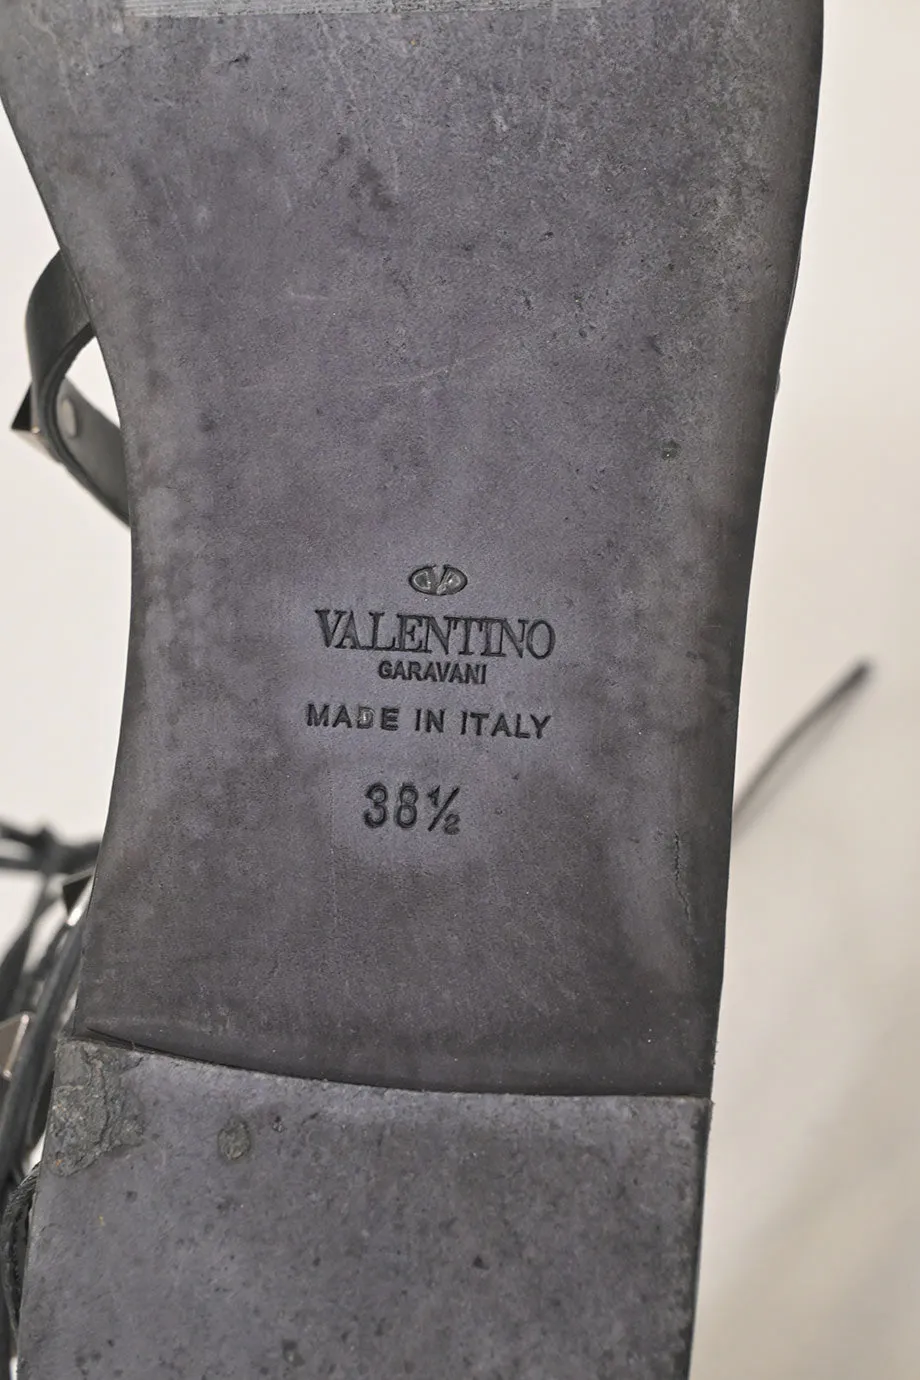 VALENTINO
GARAVANI
MADE IN ITALY
38½